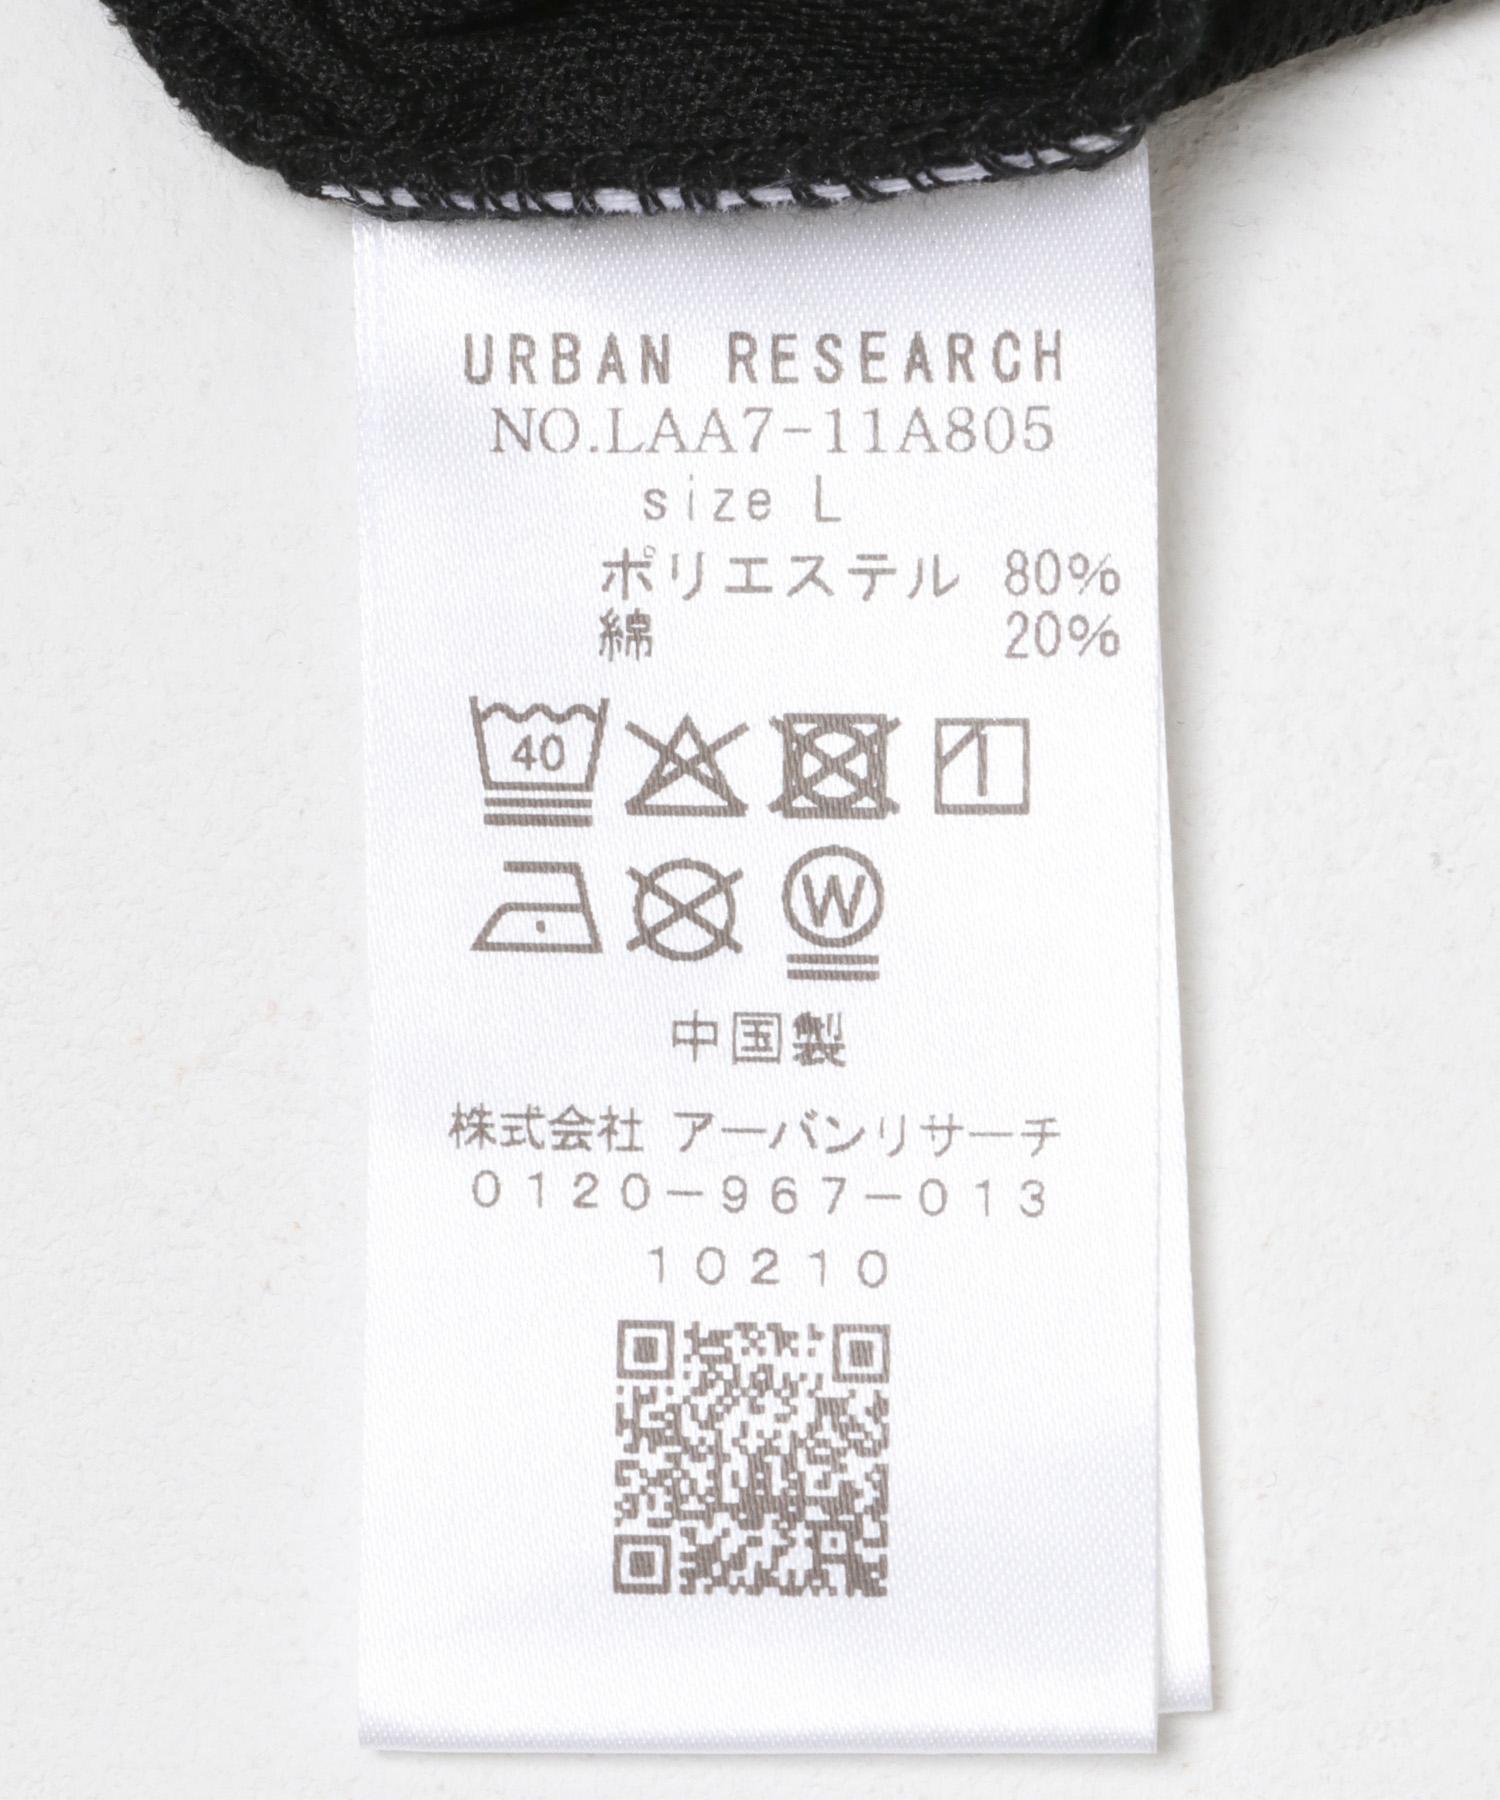 URBAN RESEARCH
NO.LAA7-11A805
size L
ポリエステル 80%
綿 20%
40
W
中国製
株式会社 アーバンリサーチ
0120-967-013
10210